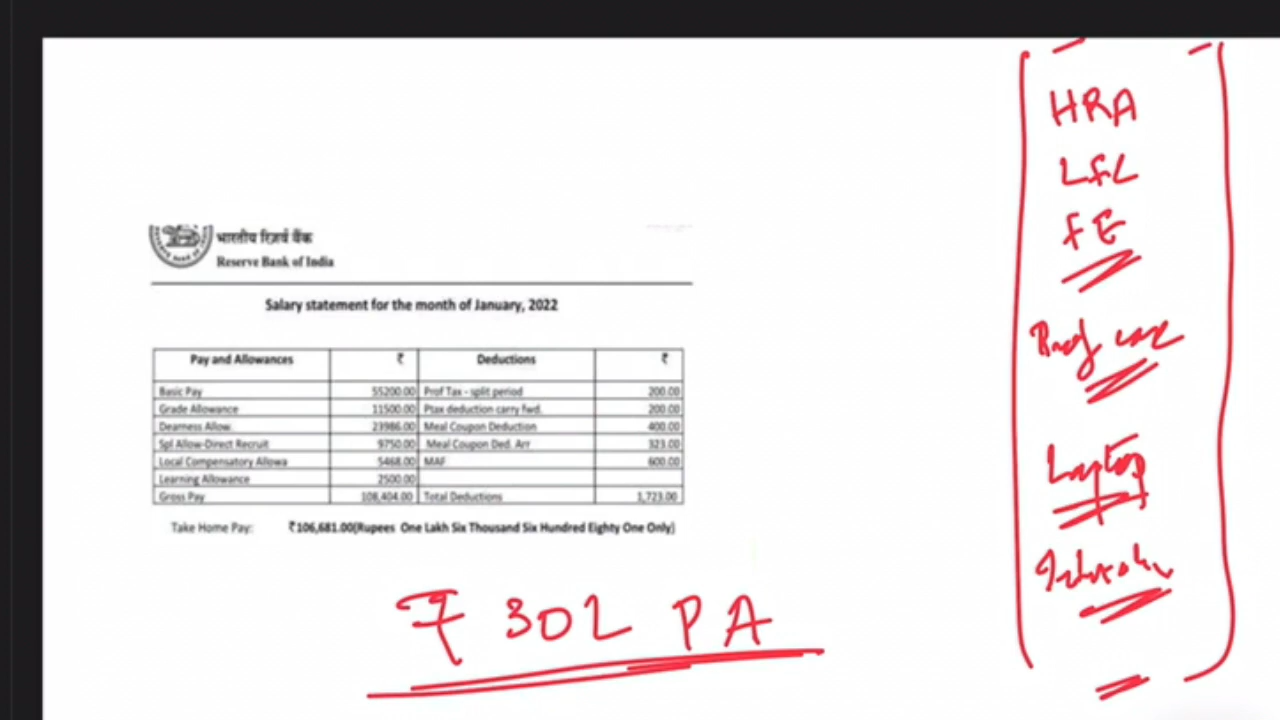 भारतीय रिज़र्व बैंक
Reserve Bank of India
Salary statement for the month of January, 2022
Pay and Allowances ₹ Deductions ₹
Basic Pay 55200.00 Prof Tax - split period 200.00
Grade Allowance 11500.00 Ptax deduction carry fwd. 200.00
Dearness Allow. 23986.00 Meal Coupon Deduction 400.00
Spl Allow-Direct Recruit 9750.00 Meal Coupon Ded. Arr 323.00
Local Compensatory Allowa 5468.00 MAF 600.00
Learning Allowance 2500.00
Gross Pay 108,404.00 Total Deductions 1,723.00
Take Home Pay: ₹106,681.00(Rupees One Lakh Six Thousand Six Hundred Eighty One Only)
₹ 30L PA
HRA
LFC
FE
Laptop